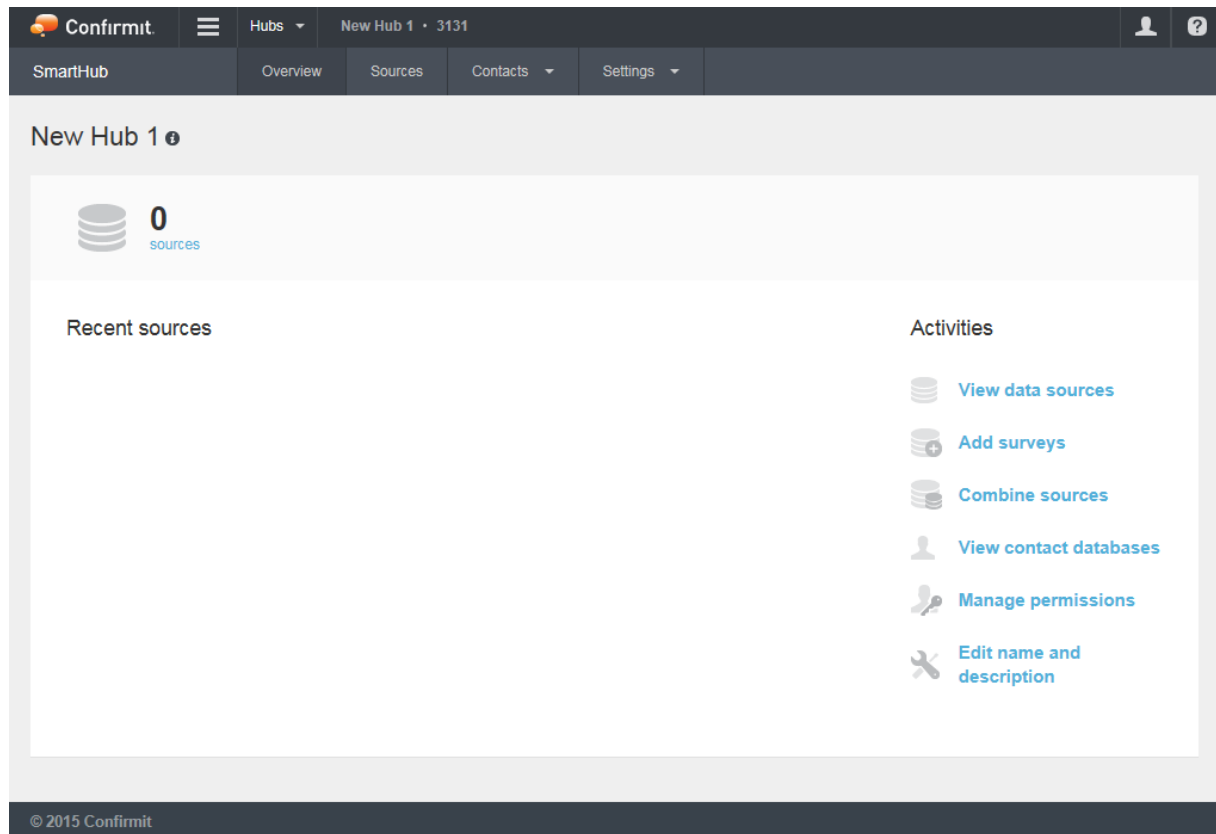 Confirmit. Hubs New Hub 1 • 3131
SmartHub Overview Sources Contacts Settings
New Hub 1
0
sources
Recent sources
Activities
View data sources
Add surveys
Combine sources
View contact databases
Manage permissions
Edit name and
description
© 2015 Confirmit